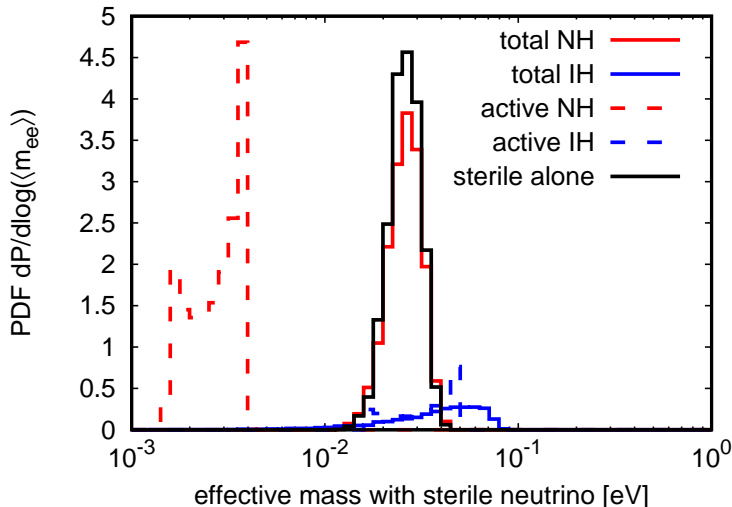 5
4.5
4
3.5
3
2.5
2
1.5
1
0.5
0
PDF dP/dlog(⟨m_ee⟩)
total NH
total IH
active NH
active IH
sterile alone
10^-3 10^-2 10^-1 10^0
effective mass with sterile neutrino [eV]